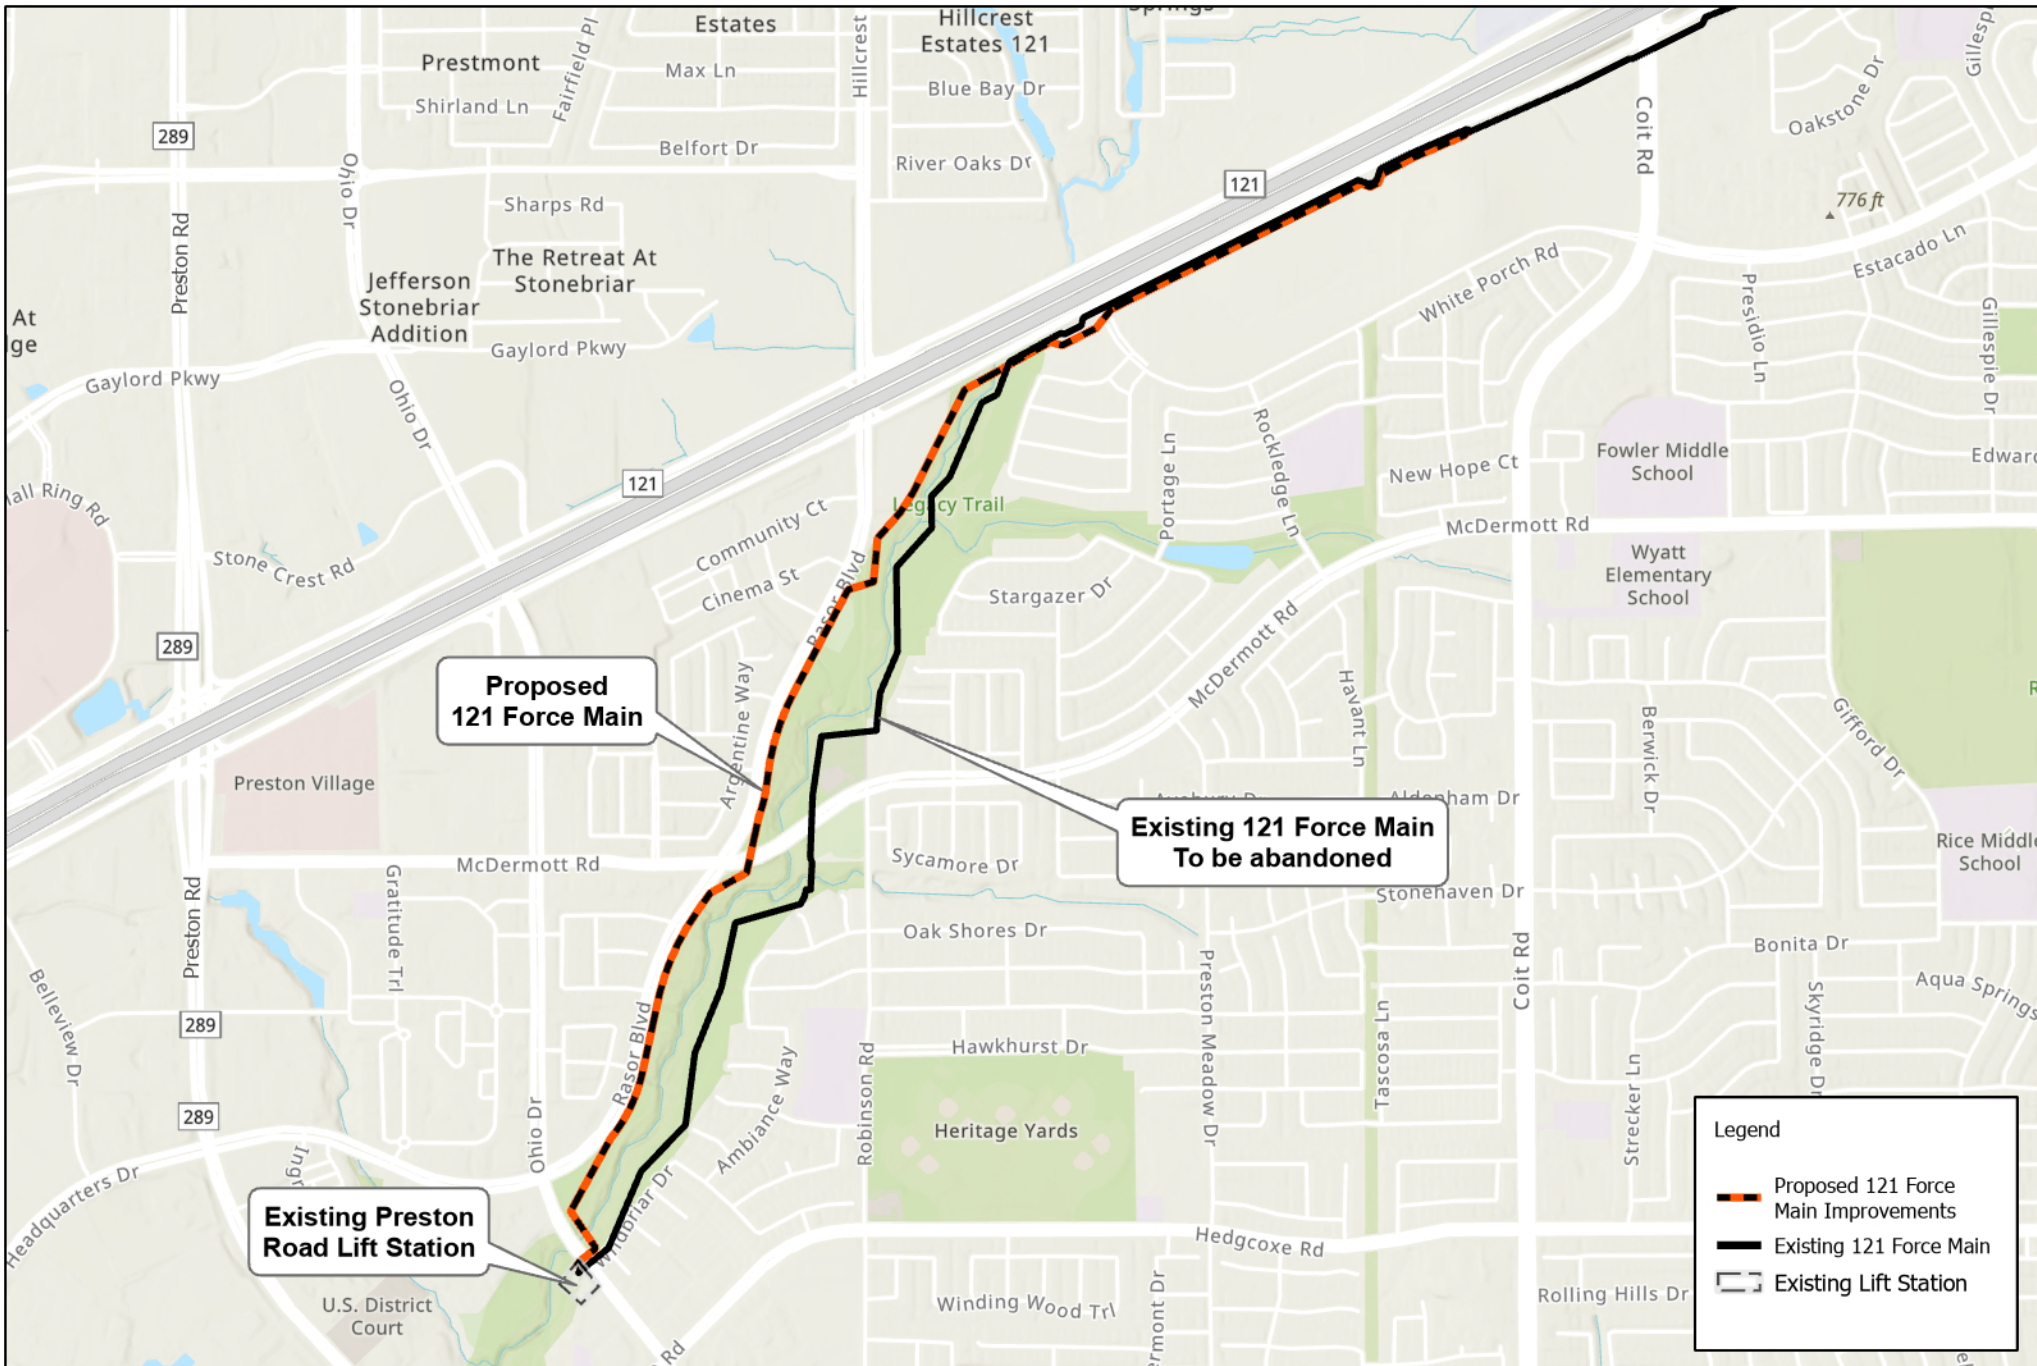 Springs
Estates
Hillcrest
Estates 121
Prestmont
Fairfield Pl
Max Ln
Hillcrest
Blue Bay Dr
Shirland Ln
Gillesp
Oakstone Dr
289
Belfort Dr
River Oaks Dr
Coit Rd
Ohio Dr
121
776 ft
Sharps Rd
Preston Rd
The Retreat At
Stonebriar
Jefferson
Stonebriar
Addition
White Porch Rd
Estacado Ln
Presidio Ln
Gillespie Dr
At
ge
Gaylord Pkwy
Gaylord Pkwy
Ohio Dr
Rockledge Ln
Portage Ln
Fowler Middle
School
New Hope Ct
Edward
121
all Ring Rd
Legacy Trail
Community Ct
McDermott Rd
Stone Crest Rd
Cinema St
Rasor Blvd
Stargazer Dr
Wyatt
Elementary
School
289
McDermott Rd
Proposed
121 Force Main
Argentine Way
Havant Ln
Berwick Dr
Gifford Dr
R
Preston Village
Aldenham Dr
Existing 121 Force Main
To be abandoned
Rice Middle
School
McDermott Rd
Sycamore Dr
Stonehaven Dr
Gratitude Trl
Preston Rd
Oak Shores Dr
Bonita Dr
Preston Meadow Dr
Coit Rd
Aqua Springs
Belleview Dr
289
Rasor Blvd
Hawkhurst Dr
Tascosa Ln
Skyridge Dr
Strecker Ln
Ambiance Way
Robinson Rd
289
Ohio Dr
Heritage Yards
Legend
Headquarters Dr
Ingr
Windbriar Dr
Proposed 121 Force
Main Improvements
Existing Preston
Road Lift Station
Hedgcoxe Rd
Existing 121 Force Main
Existing Lift Station
U.S. District
Court
Winding Wood Trl
Rolling Hills Dr
ermont Dr
Rd